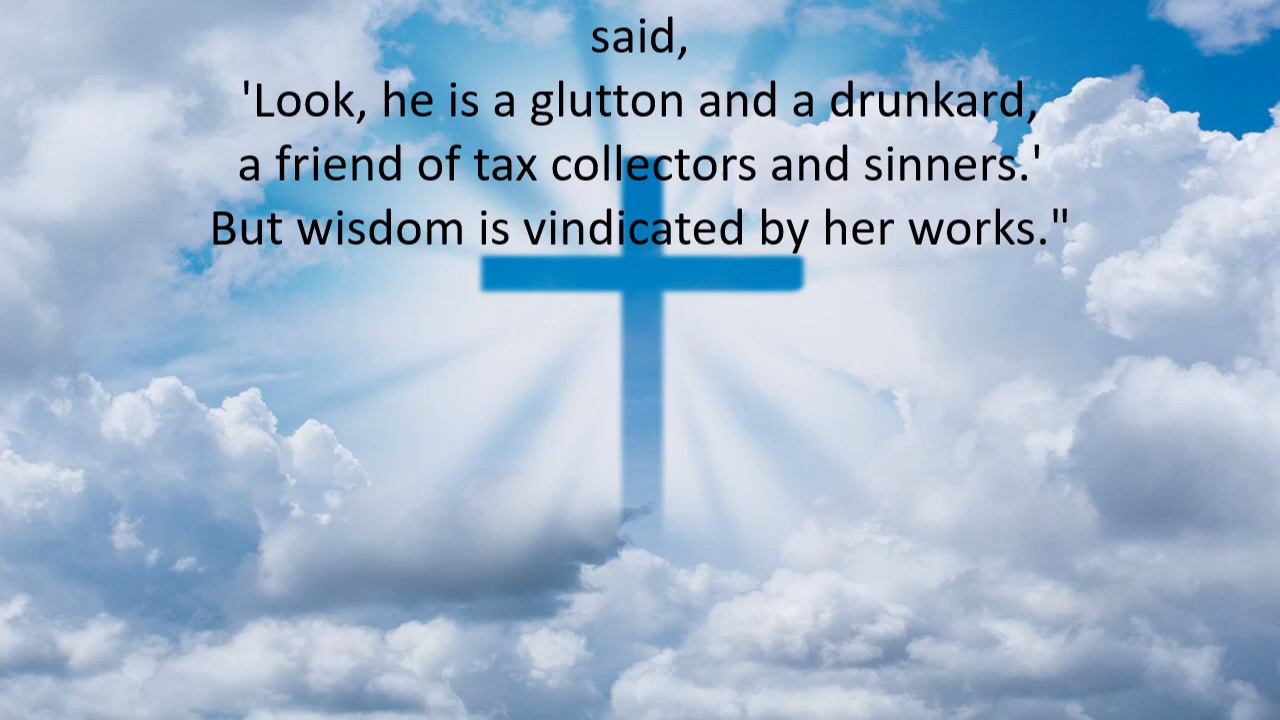 said,
'Look, he is a glutton and a drunkard,
a friend of tax collectors and sinners.'
But wisdom is vindicated by her works."